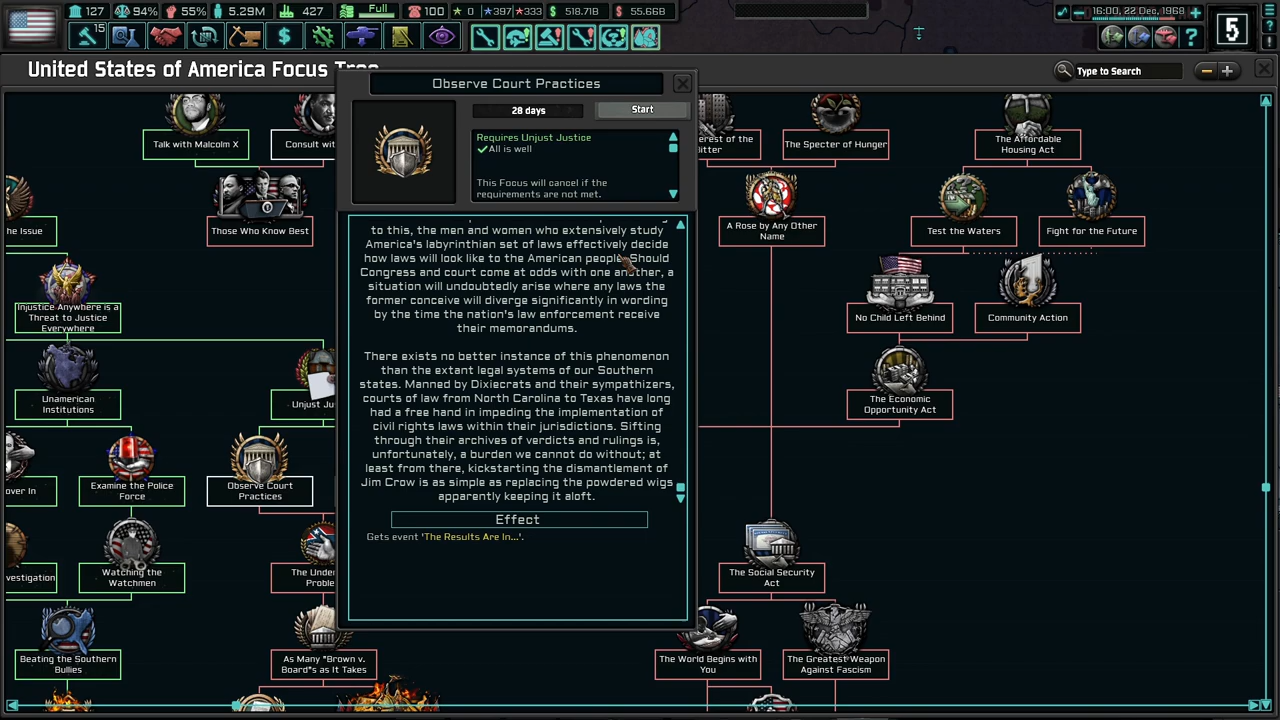 127 94% 55% 5.29M 427 Full 100 0 397/333 $ 518.71B $ 55.66B 16:00, 22 Dec, 1968
15
5
United States of America Focus Tree
Type to Search
Observe Court Practices
28 days
Start
Requires Unjust Justice
All is well
This Focus will cancel if the
requirements are not met.
to this, the men and women who extensively study
America's labyrinthian set of laws effectively decide
how laws will look like to the American people. Should
Congress and court come at odds with one another, a
situation will undoubtedly arise where any laws the
former conceive will diverge significantly in wording
by the time the nation's law enforcement receive
their memorandums.
There exists no better instance of this phenomenon
than the extant legal systems of our Southern
states. Manned by Dixiecrats and their sympathizers,
courts of law from North Carolina to Texas have long
had a free hand in impeding the implementation of
civil rights laws within their jurisdictions. Sifting
through their archives of verdicts and rulings is,
unfortunately, a burden we cannot do without; at
least from there, kickstarting the dismantlement of
Jim Crow is as simple as replacing the powdered wigs
apparently keeping it aloft.
Effect
Gets event 'The Results Are In...'.
Talk with Malcolm X
Consult wit
he Issue
Those Who Know Best
Injustice Anywhere is a
Threat to Justice
Everywhere
Unamerican
Institutions
Unjust Ju
over In
Examine the Police
Force
Observe Court
Practices
vestigation
Watching the
Watchmen
The Unde
Proble
Beating the Southern
Bullies
As Many "Brown v.
Board"s as It Takes
erest of the
itter
The Specter of Hunger
The Affordable
Housing Act
A Rose by Any Other
Name
Test the Waters
Fight for the Future
No Child Left Behind
Community Action
The Economic
Opportunity Act
The Social Security
Act
The World Begins with
You
The Greatest Weapon
Against Fascism